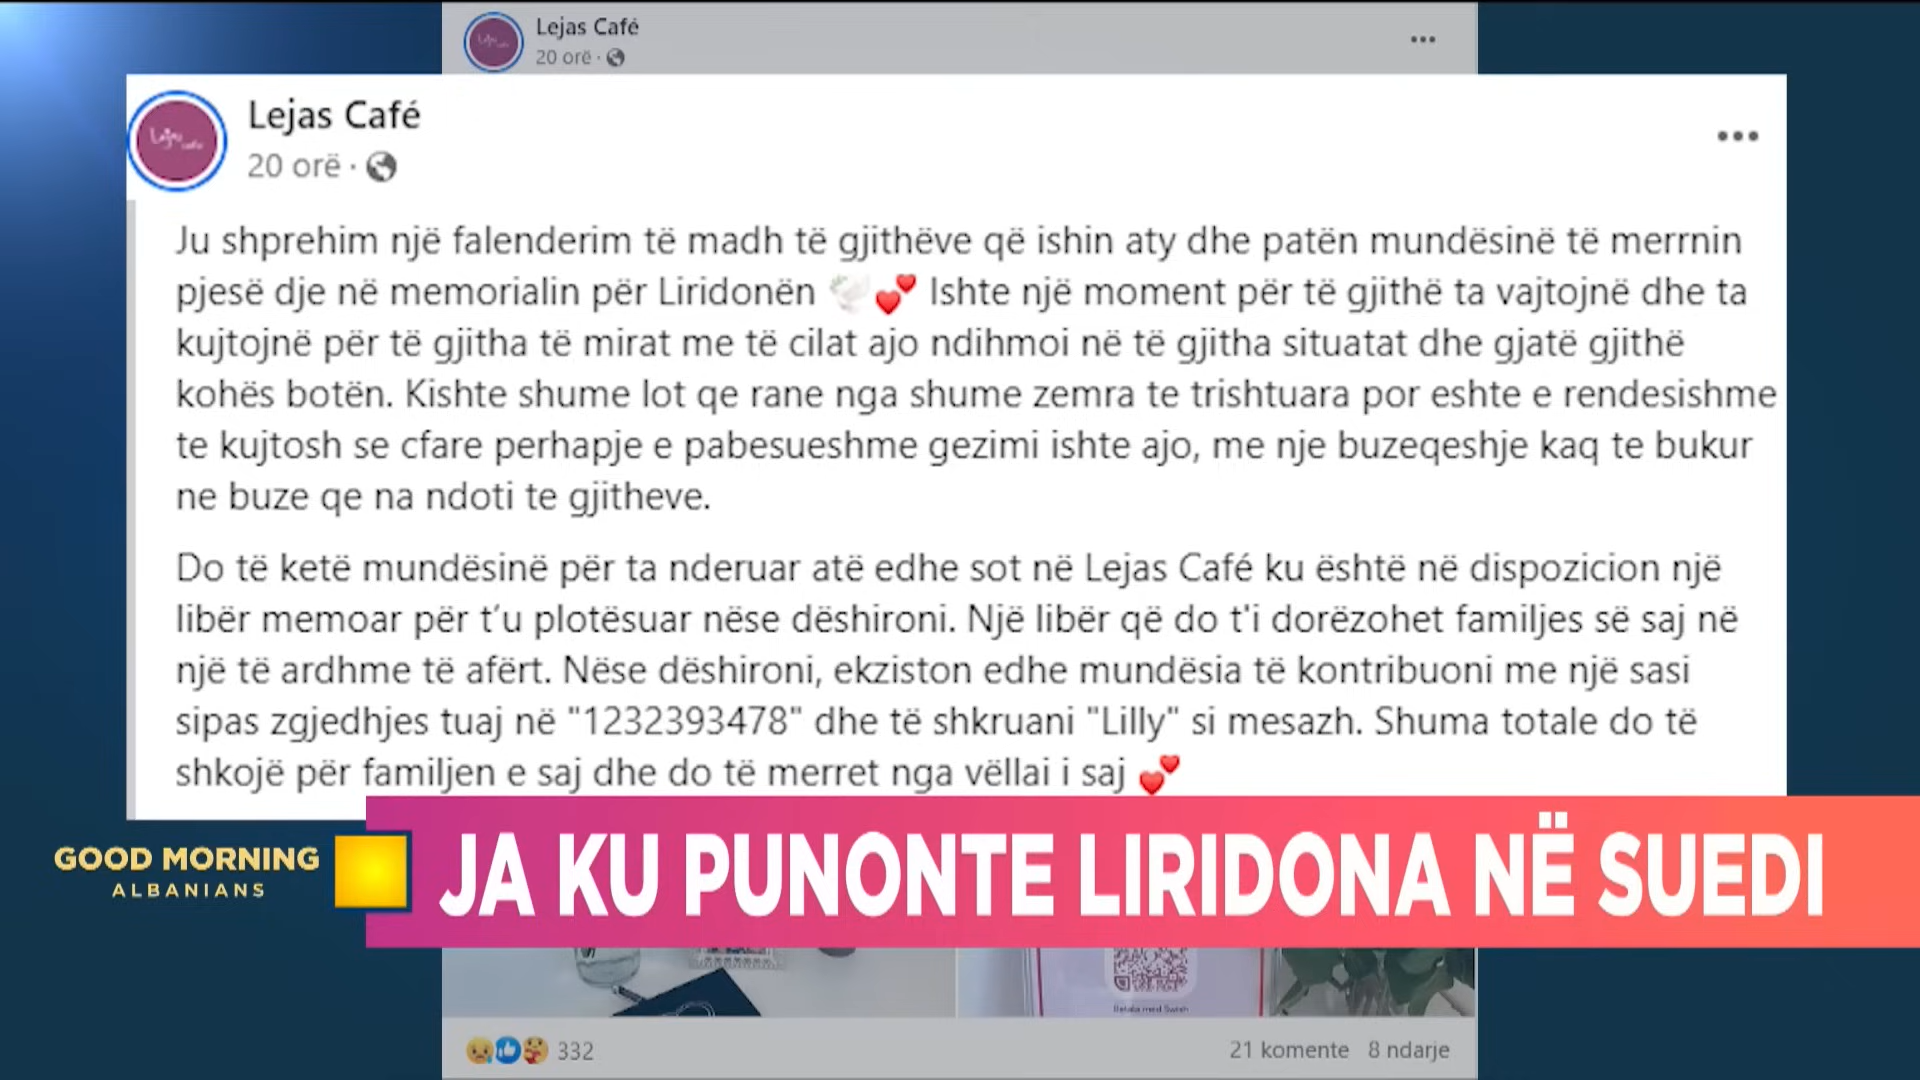 Lejas Café
20 orë ·
Lejas Café
20 orë ·
Ju shprehim një falenderim të madh të gjithëve që ishin aty dhe patën mundësinë të merrnin
pjesë dje në memorialin për Liridonën 🕊️💕 Ishte një moment për të gjithë ta vajtojnë dhe ta
kujtojnë për të gjitha të mirat me të cilat ajo ndihmoi në të gjitha situatat dhe gjatë gjithë
kohës botën. Kishte shume lot qe rane nga shume zemra te trishtuara por eshte e rendesishme
te kujtosh se cfare perhapje e pabesueshme gezimi ishte ajo, me nje buzeqeshje kaq te bukur
ne buze qe na ndoti te gjitheve.
Do të ketë mundësinë për ta nderuar atë edhe sot në Lejas Café ku është në dispozicion një
libër memoar për t’u plotësuar nëse dëshironi. Një libër që do t'i dorëzohet familjes së saj në
një të ardhme të afërt. Nëse dëshironi, ekziston edhe mundësia të kontribuoni me një sasi
sipas zgjedhjes tuaj në "1232393478" dhe të shkruani "Lilly" si mesazh. Shuma totale do të
shkojë për familjen e saj dhe do të merret nga vëllai i saj 💕
GOOD MORNING
ALBANIANS
JA KU PUNONTE LIRIDONA NË SUEDI
Betala med Swish
332
21 komente 8 ndarje